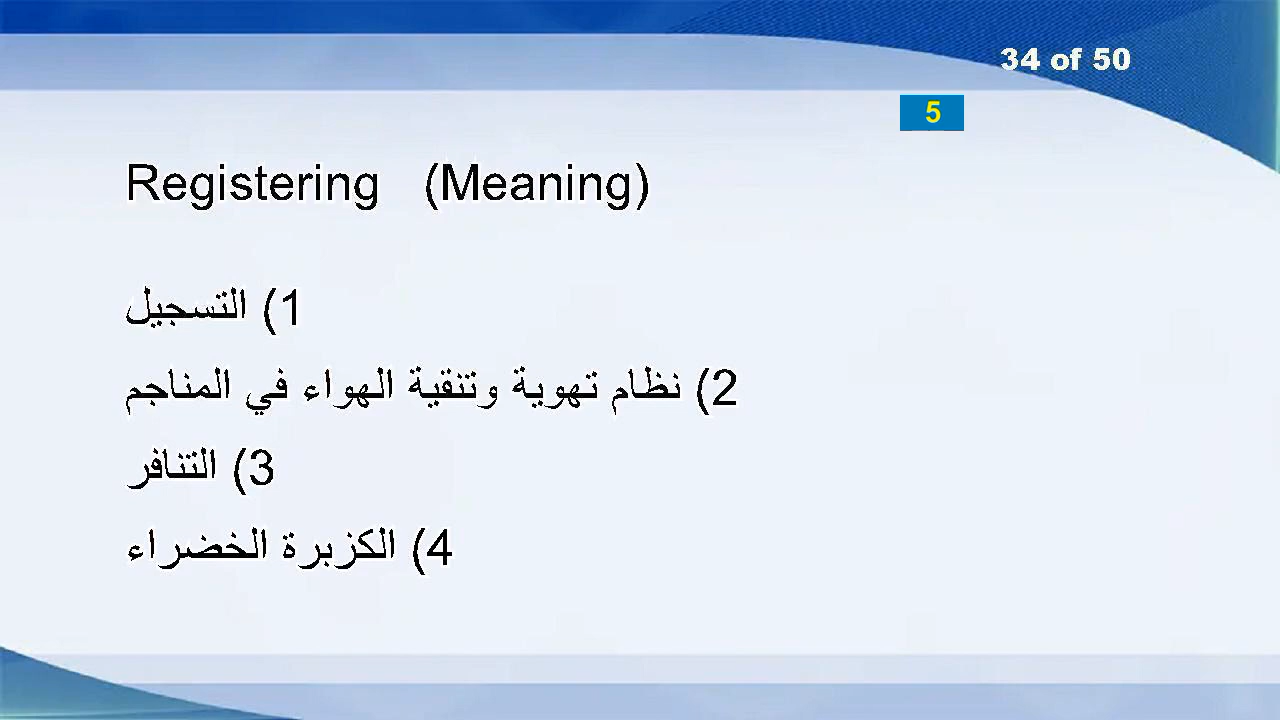 34 of 50
5
Registering (Meaning)
1) التسجيل
2) نظام تهوية وتنقية الهواء في المناجم
3) التنافر
4) الكزبرة الخضراء